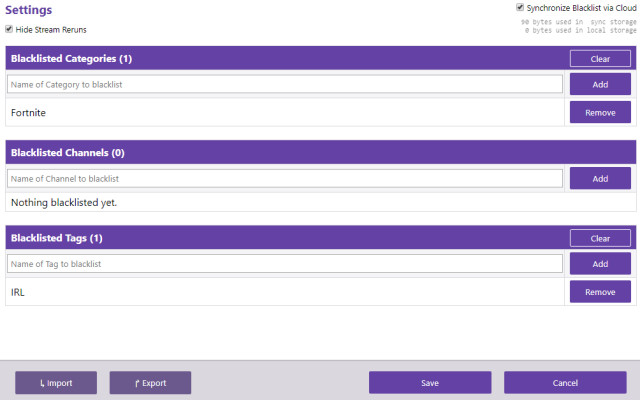 Settings
Synchronize Blacklist via Cloud
90 bytes used in sync storage
0 bytes used in local storage
Hide Stream Reruns
Blacklisted Categories (1)
Clear
Name of Category to blacklist
Add
Fortnite
Remove
Blacklisted Channels (0)
Name of Channel to blacklist
Add
Nothing blacklisted yet.
Blacklisted Tags (1)
Clear
Name of Tag to blacklist
Add
IRL
Remove
↳ Import
↱ Export
Save
Cancel